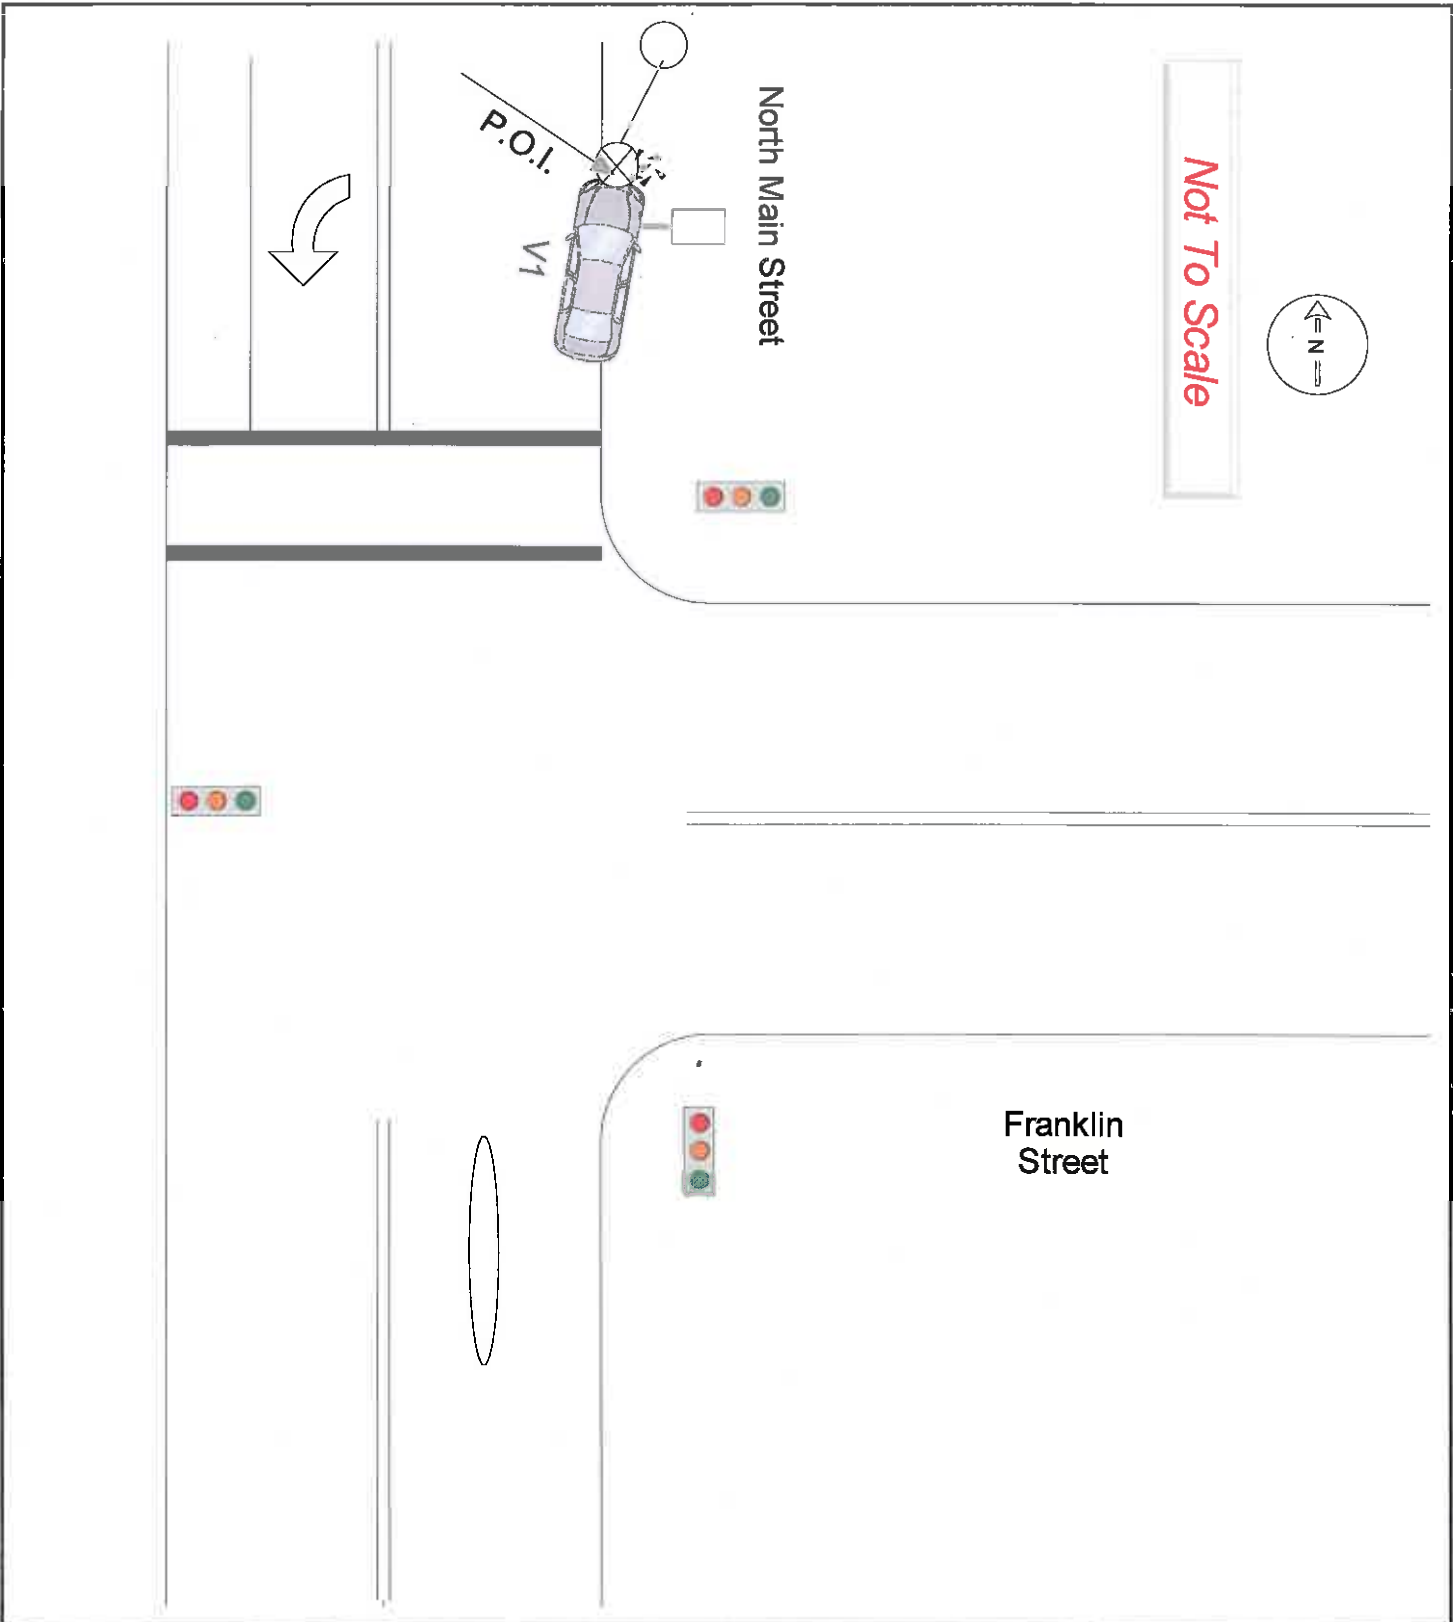 North Main Street
Not To Scale
N
P.O.I.
V1
Franklin
Street